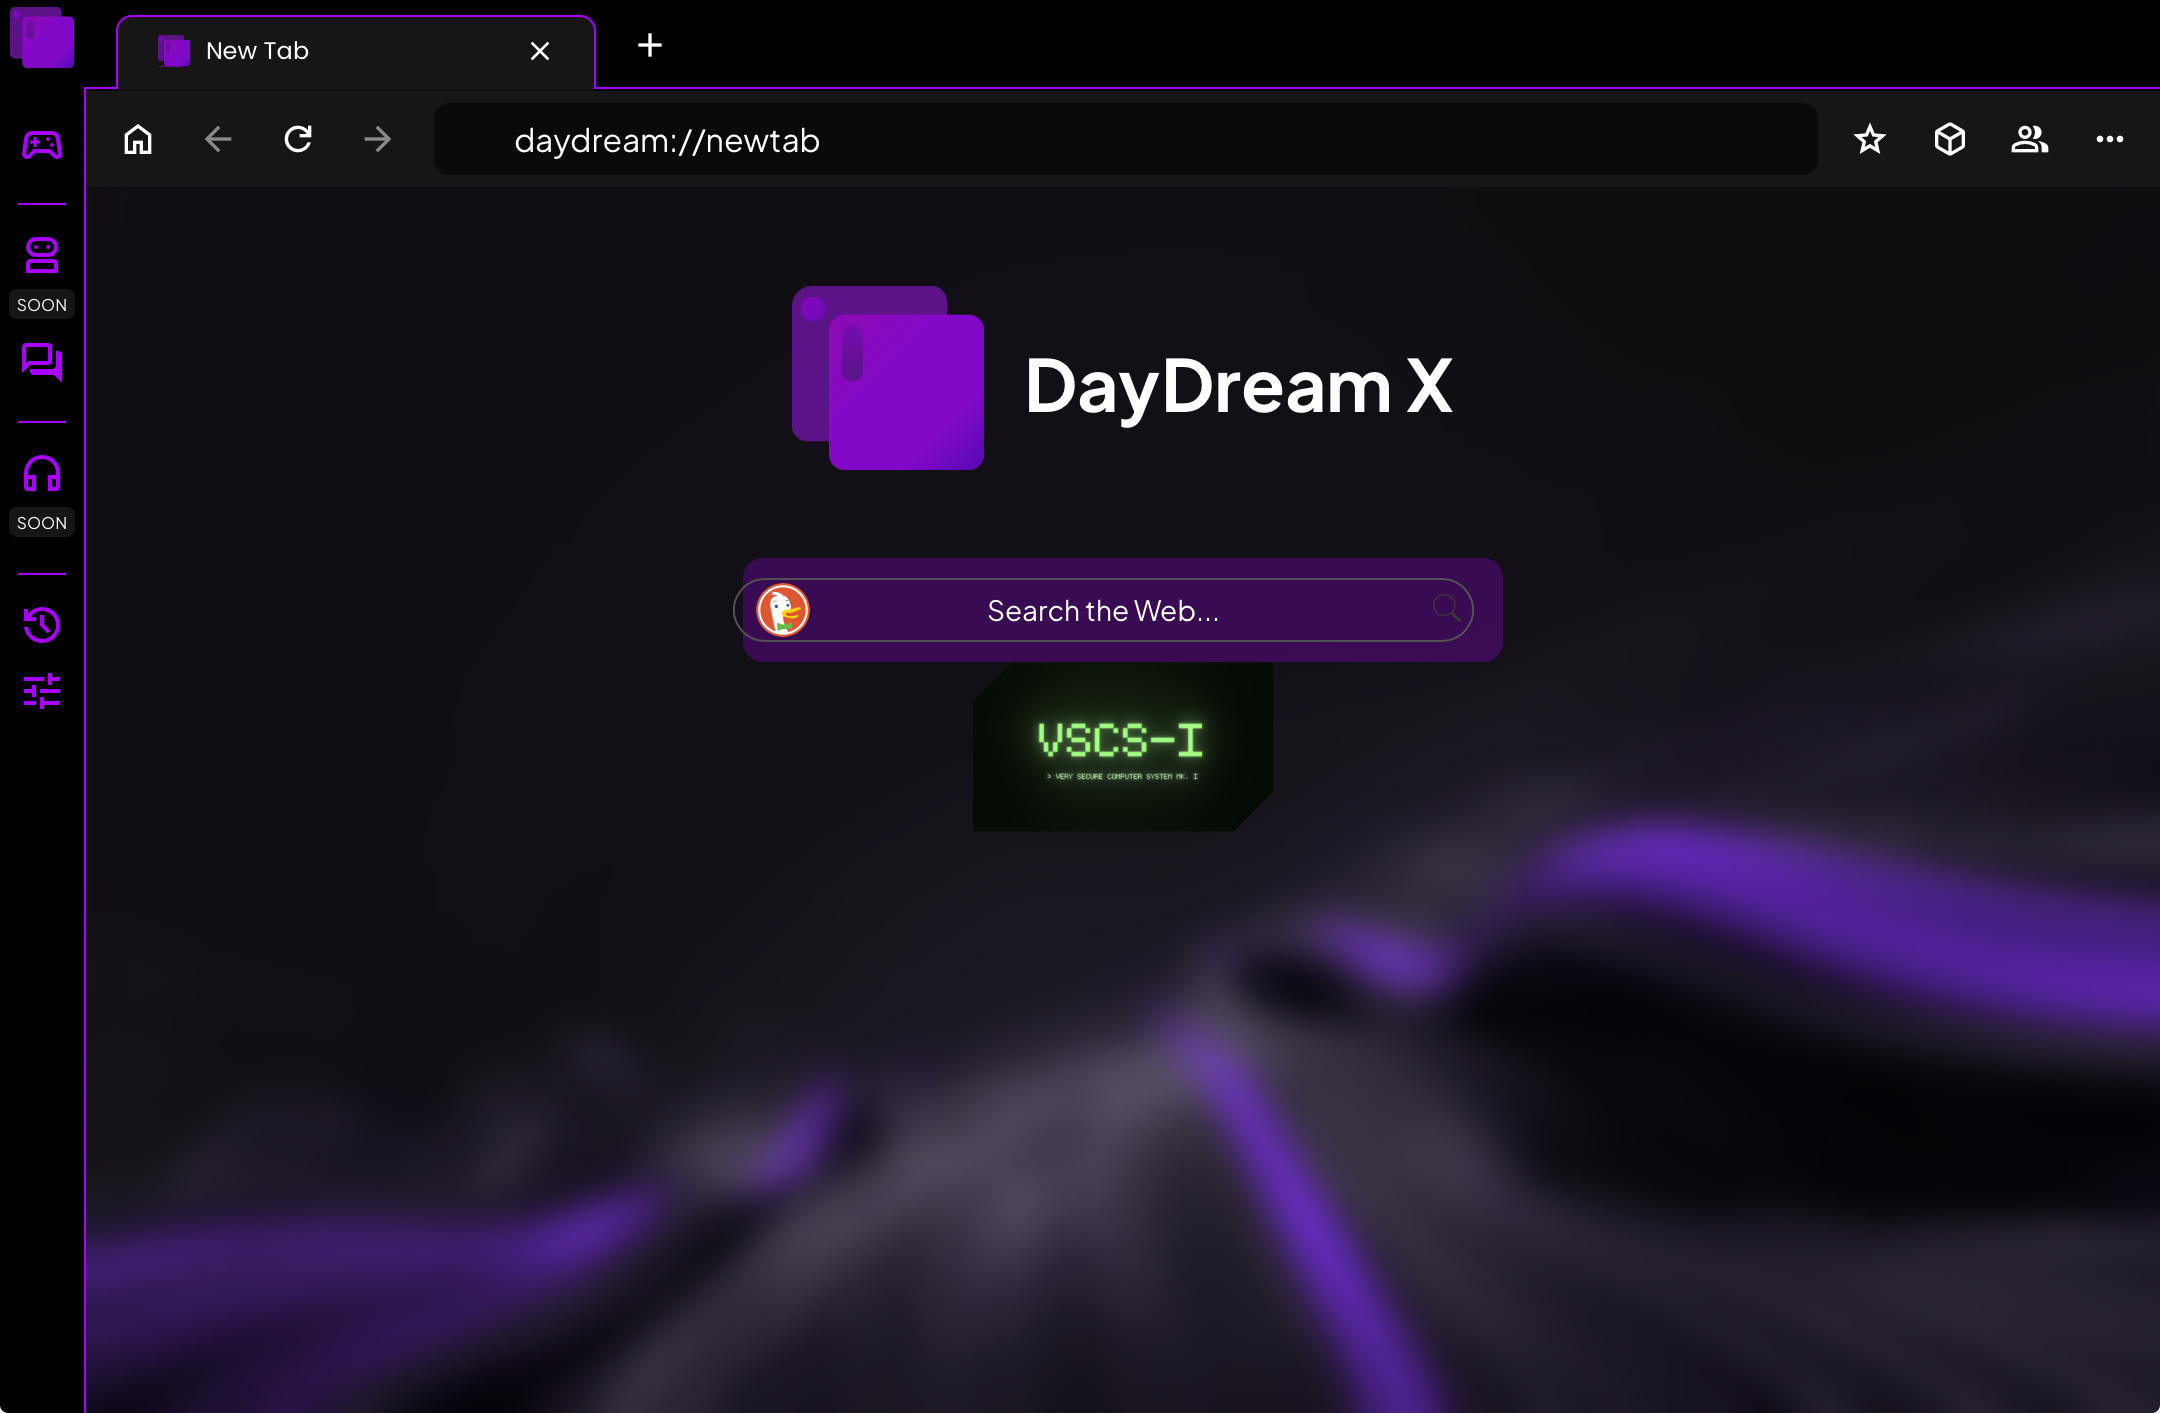 New Tab
daydream://newtab
SOON
SOON
DayDream X
Search the Web...
VSCS-I
> VERY SECURE COMPUTER SYSTEM MK. I